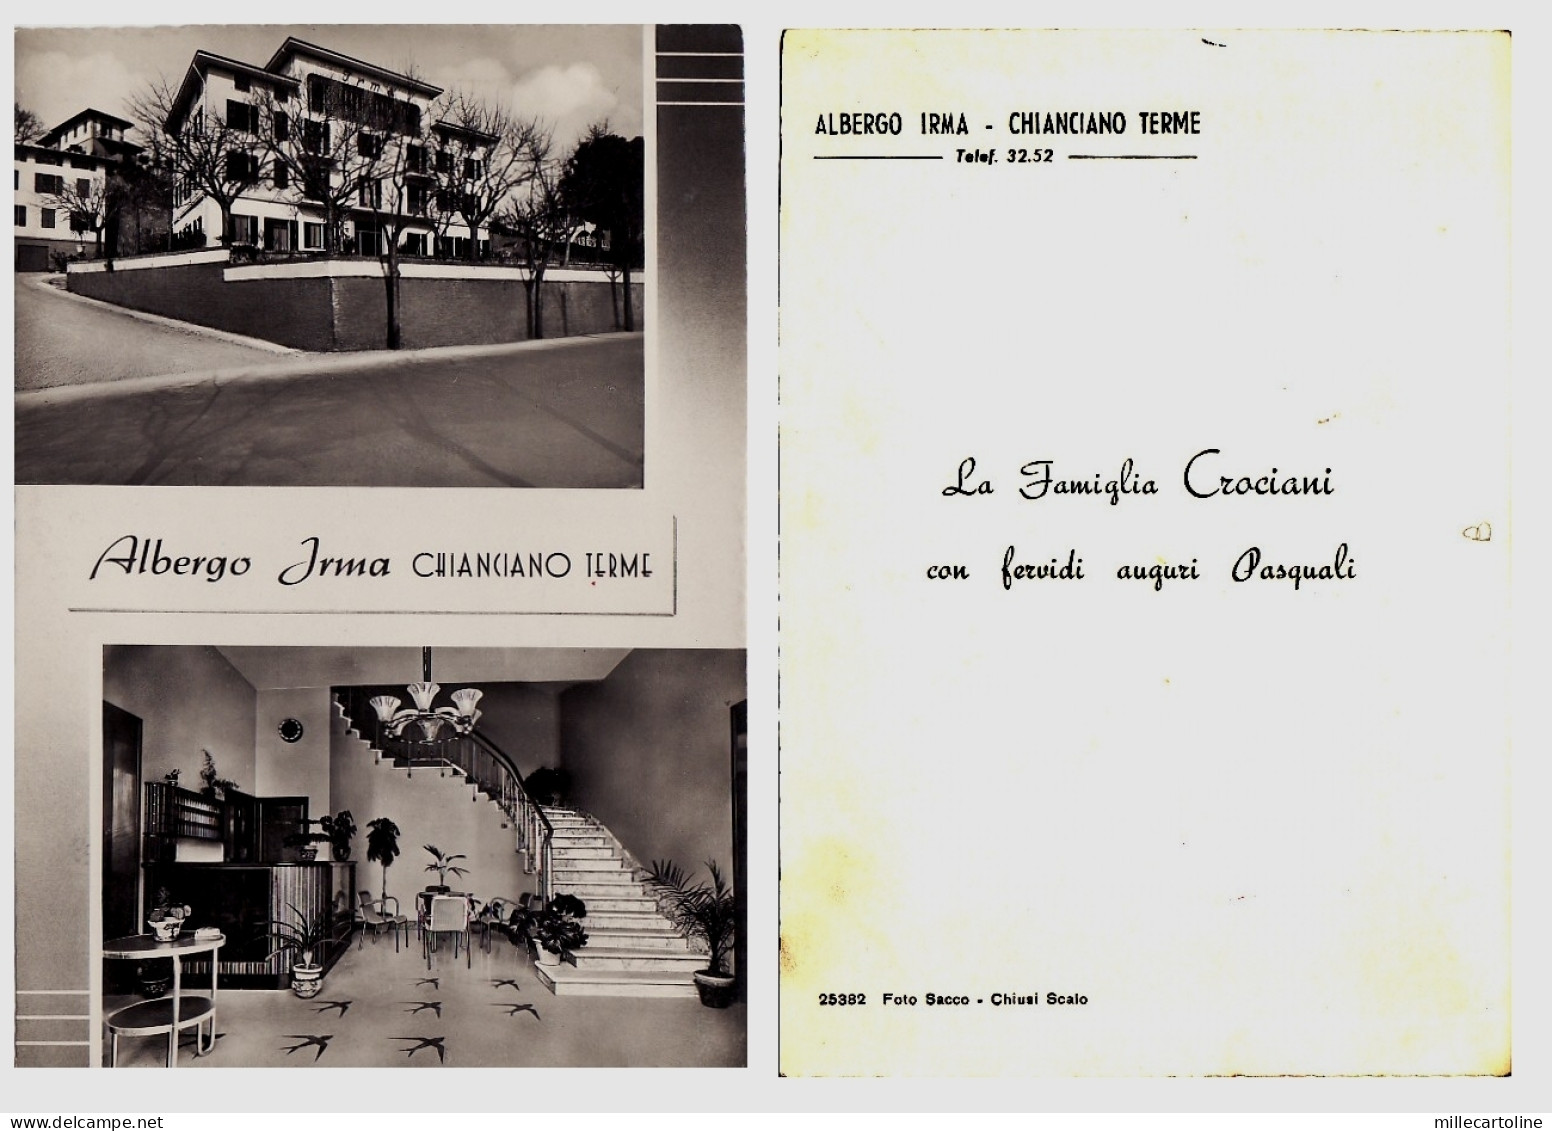 Irma
Albergo Irma CHIANCIANO TERME
ALBERGO IRMA - CHIANCIANO TERME
Telef. 32.52
La Famiglia Crociani
con fervidi auguri Pasquali
25382 Foto Sacco - Chiusi Scalo
delcampe.net
millecartoline